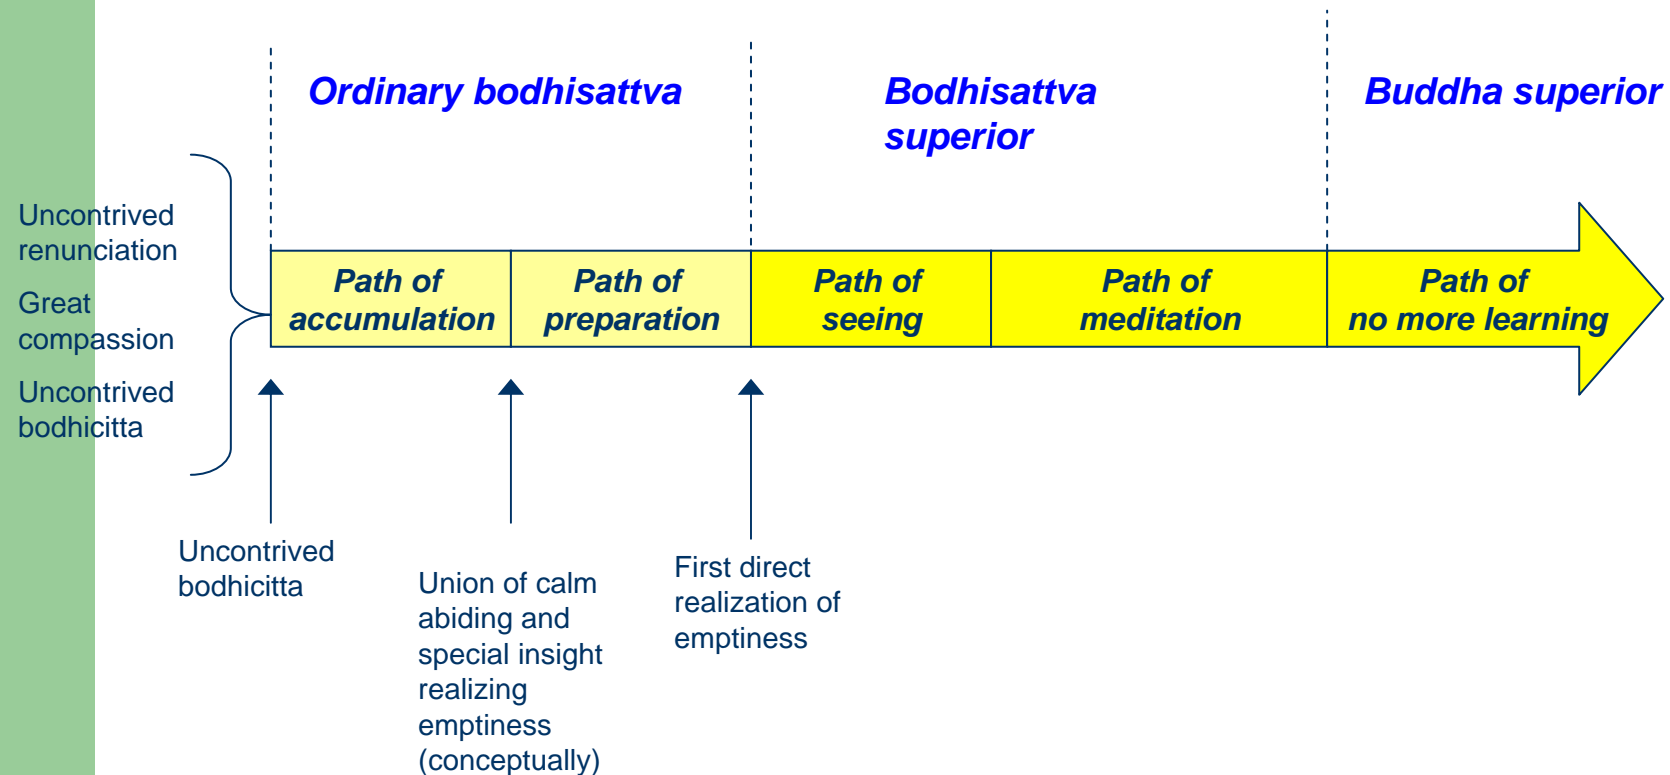 Ordinary bodhisattva
Bodhisattva
superior
Buddha superior
Uncontrived
renunciation
Great
compassion
Uncontrived
bodhicitta
Path of
accumulation
Path of
preparation
Path of
seeing
Path of
meditation
Path of
no more learning
Uncontrived
bodhicitta
Union of calm
abiding and
special insight
realizing
emptiness
(conceptually)
First direct
realization of
emptiness